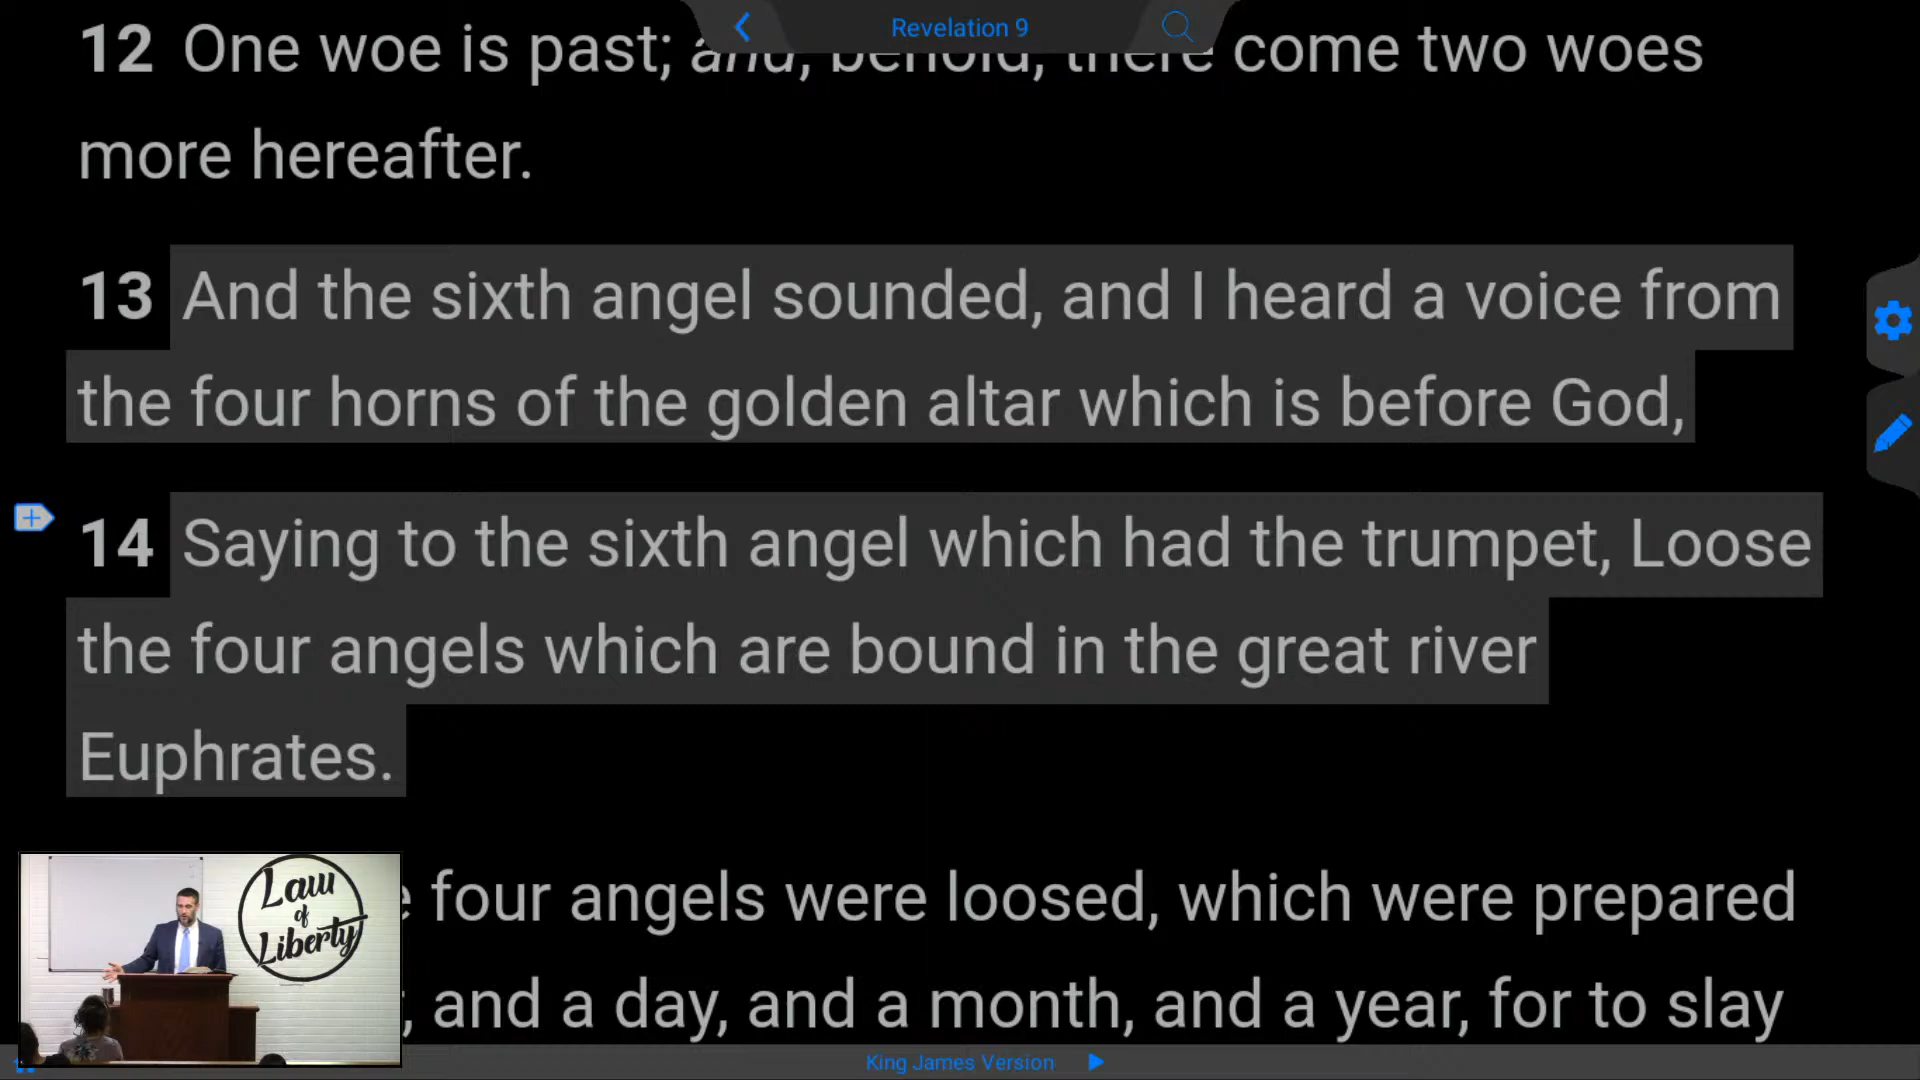 Revelation 9
12 One woe is past; and, behold, there come two woes
more hereafter.
13 And the sixth angel sounded, and I heard a voice from
the four horns of the golden altar which is before God,
14 Saying to the sixth angel which had the trumpet, Loose
the four angels which are bound in the great river
Euphrates.
four angels were loosed, which were prepared
, and a day, and a month, and a year, for to slay
Law
of
Liberty
King James Version